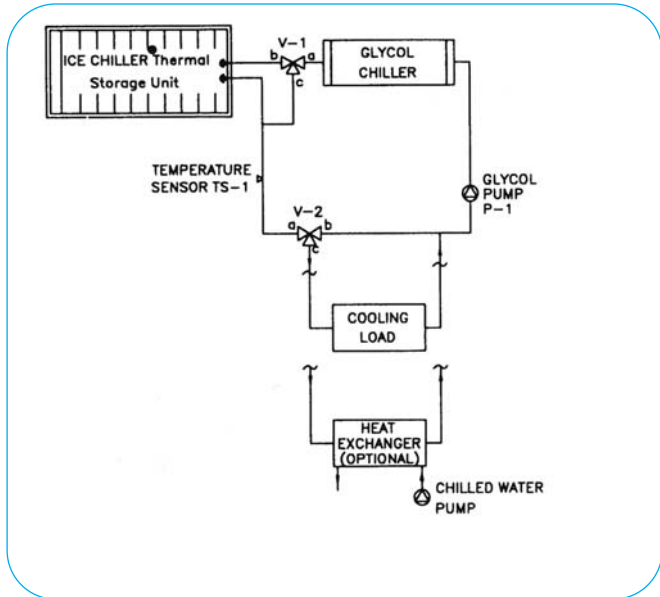 ICE CHILLER Thermal
Storage Unit
V-1
b
a
c
GLYCOL
CHILLER
TEMPERATURE
SENSOR TS-1
GLYCOL
PUMP
P-1
V-2
a
b
c
COOLING
LOAD
HEAT
EXCHANGER
(OPTIONAL)
CHILLED WATER
PUMP